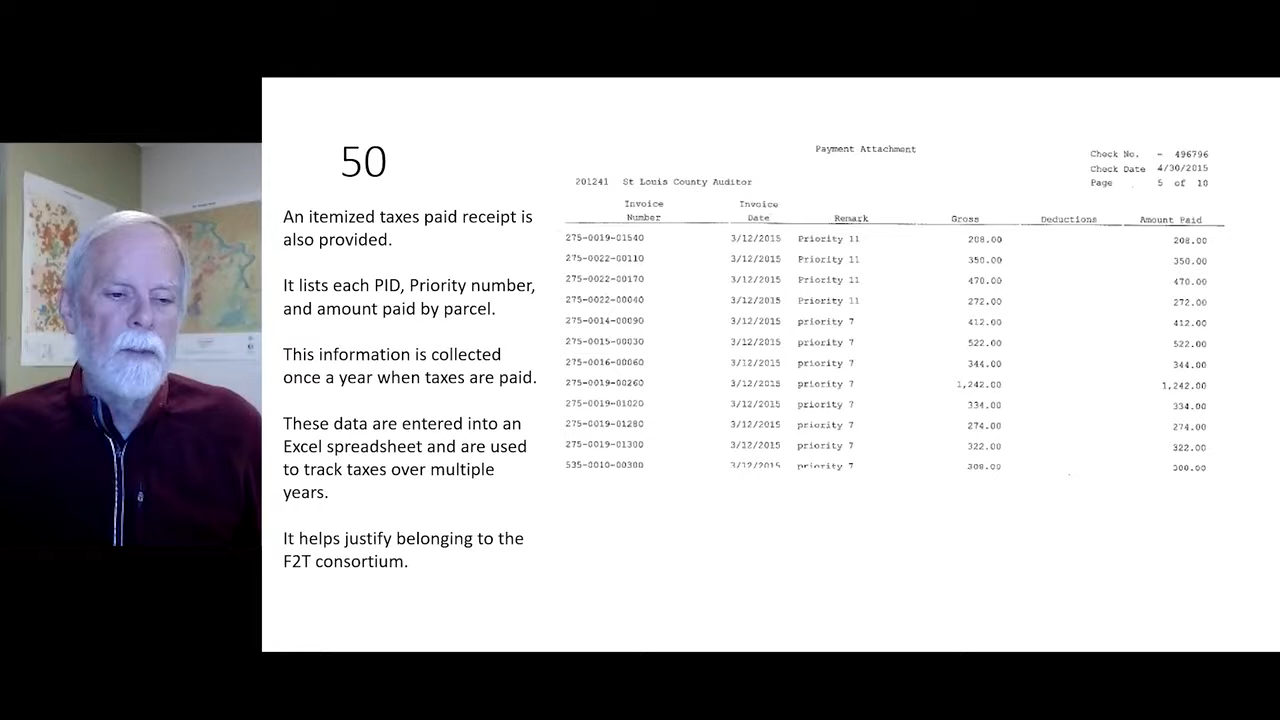 50
An itemized taxes paid receipt is
also provided.
It lists each PID, Priority number,
and amount paid by parcel.
This information is collected
once a year when taxes are paid.
These data are entered into an
Excel spreadsheet and are used
to track taxes over multiple
years.
It helps justify belonging to the
F2T consortium.
Payment Attachment
Check No. - 496796
Check Date 4/30/2015
Page 5 of 10
201241 St Louis County Auditor
Invoice Invoice
Number Date Remark Gross Deductions Amount Paid
275-0019-01540 3/12/2015 Priority 11 208.00 208.00
275-0022-00110 3/12/2015 Priority 11 350.00 350.00
275-0022-00170 3/12/2015 Priority 11 470.00 470.00
275-0022-00040 3/12/2015 Priority 11 272.00 272.00
275-0014-00090 3/12/2015 priority 7 412.00 412.00
275-0015-00030 3/12/2015 priority 7 522.00 522.00
275-0016-00060 3/12/2015 priority 7 344.00 344.00
275-0019-00260 3/12/2015 priority 7 1,242.00 1,242.00
275-0019-01020 3/12/2015 priority 7 334.00 334.00
275-0019-01280 3/12/2015 priority 7 274.00 274.00
275-0019-01300 3/12/2015 priority 7 322.00 322.00
535-0010-00300 3/12/2015 priority 7